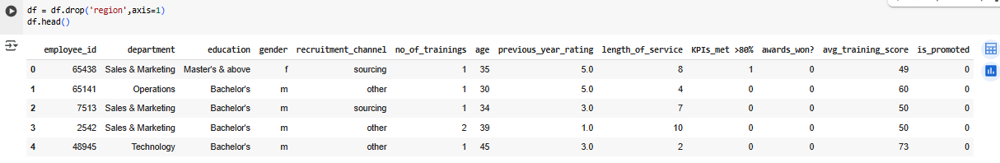 df = df.drop('region',axis=1)
df.head()
employee_id department education gender recruitment_channel no_of_trainings age previous_year_rating length_of_service KPIs_met >80% awards_won? avg_training_score is_promoted
0 65438 Sales & Marketing Master's & above f sourcing 1 35 5.0 8 1 0 49 0
1 65141 Operations Bachelor's m other 1 30 5.0 4 0 0 60 0
2 7513 Sales & Marketing Bachelor's m sourcing 1 34 3.0 7 0 0 50 0
3 2542 Sales & Marketing Bachelor's m other 2 39 1.0 10 0 0 50 0
4 48945 Technology Bachelor's m other 1 45 3.0 2 0 0 73 0